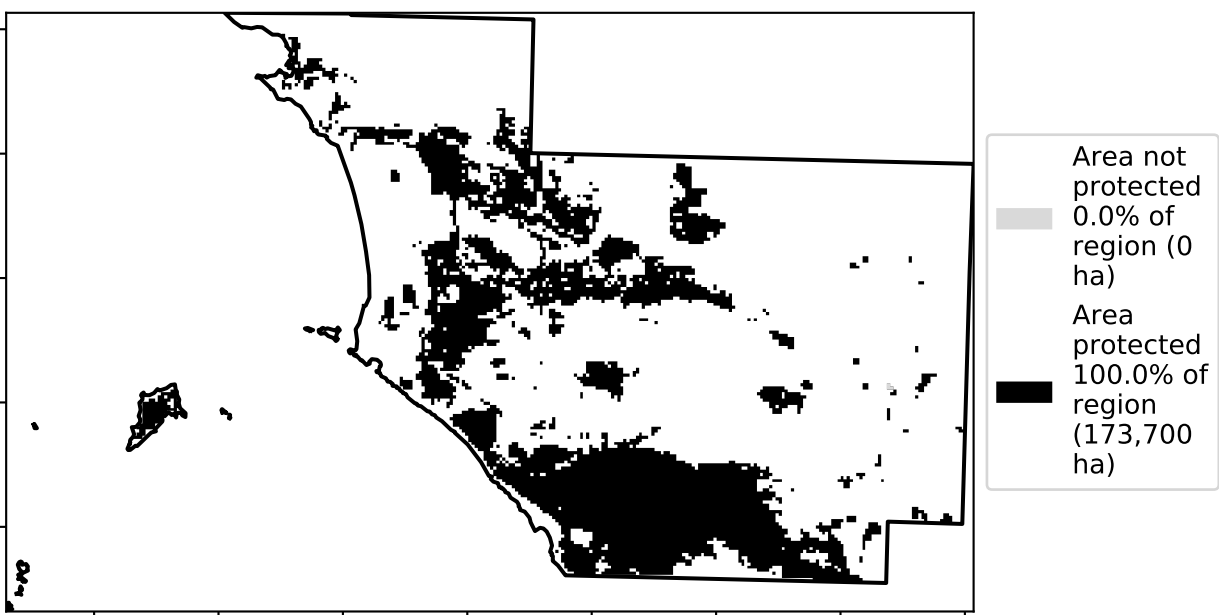 Area not
protected
0.0% of
region (0
ha)
Area
protected
100.0% of
region
(173,700
ha)